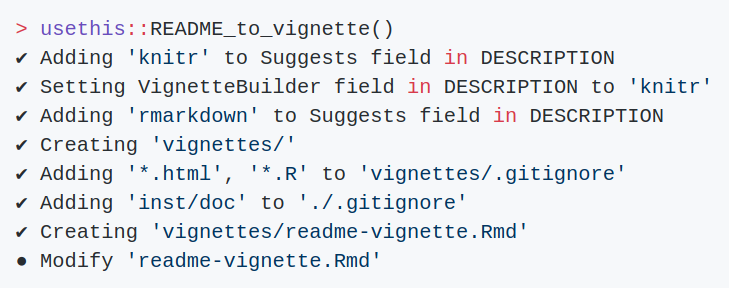 > usethis::README_to_vignette()
✔ Adding 'knitr' to Suggests field in DESCRIPTION
✔ Setting VignetteBuilder field in DESCRIPTION to 'knitr'
✔ Adding 'rmarkdown' to Suggests field in DESCRIPTION
✔ Creating 'vignettes/'
✔ Adding '*.html', '*.R' to 'vignettes/.gitignore'
✔ Adding 'inst/doc' to './.gitignore'
✔ Creating 'vignettes/readme-vignette.Rmd'
● Modify 'readme-vignette.Rmd'